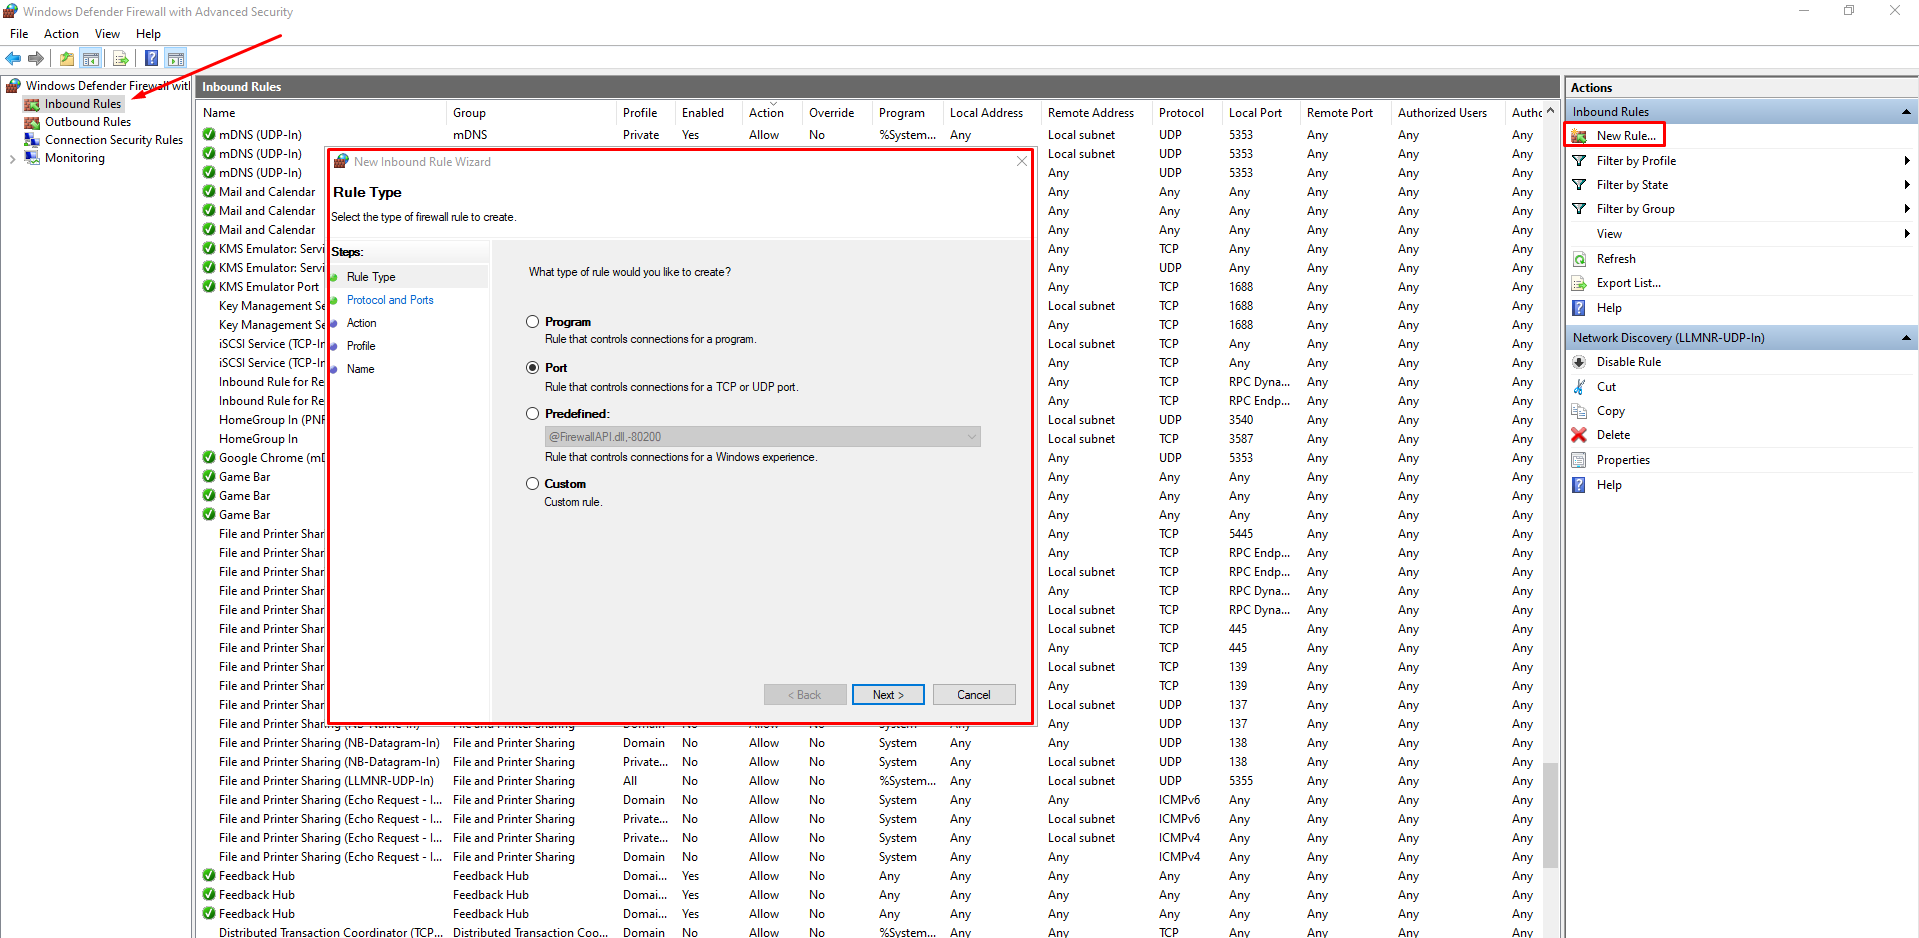 Windows Defender Firewall with Advanced Security
File Action View Help
Windows Defender Firewall with
Inbound Rules
Outbound Rules
Connection Security Rules
Monitoring
Inbound Rules
Name Group Profile Enabled Action Override Program Local Address Remote Address Protocol Local Port Remote Port Authorized Users Autho
mDNS (UDP-In) mDNS Private Yes Allow No %System... Any Local subnet UDP 5353 Any Any Any
mDNS (UDP-In) Local subnet UDP 5353 Any Any Any
mDNS (UDP-In) Any UDP 5353 Any Any Any
Mail and Calendar Any Any Any Any Any Any
Mail and Calendar Any Any Any Any Any Any
Mail and Calendar Any Any Any Any Any Any
KMS Emulator: Servi Any TCP Any Any Any Any
KMS Emulator: Servi Any UDP Any Any Any Any
KMS Emulator Port Any TCP 1688 Any Any Any
Key Management Se Local subnet TCP 1688 Any Any Any
Key Management Se Any TCP 1688 Any Any Any
iSCSI Service (TCP-In Local subnet TCP Any Any Any Any
iSCSI Service (TCP-In Any TCP Any Any Any Any
Inbound Rule for Re Any TCP RPC Dyna... Any Any Any
Inbound Rule for Re Any TCP RPC Endp... Any Any Any
HomeGroup In (PNR Local subnet UDP 3540 Any Any Any
HomeGroup In Local subnet TCP 3587 Any Any Any
Google Chrome (mD Any UDP 5353 Any Any Any
Game Bar Any Any Any Any Any Any
Game Bar Any Any Any Any Any Any
Game Bar Any Any Any Any Any Any
File and Printer Shar Any TCP 5445 Any Any Any
File and Printer Shar Any TCP RPC Endp... Any Any Any
File and Printer Shar Local subnet TCP RPC Endp... Any Any Any
File and Printer Shar Any TCP RPC Dyna... Any Any Any
File and Printer Shar Local subnet TCP RPC Dyna... Any Any Any
File and Printer Shar Local subnet TCP 445 Any Any Any
File and Printer Shar Any TCP 445 Any Any Any
File and Printer Shar Local subnet TCP 139 Any Any Any
File and Printer Shar Any TCP 139 Any Any Any
File and Printer Shar Local subnet UDP 137 Any Any Any
File and Printer Sharing (NB-Name-In) File and Printer Sharing Domain No Allow No System Any Any UDP 137 Any Any Any
File and Printer Sharing (NB-Datagram-In) File and Printer Sharing Domain No Allow No System Any Any UDP 138 Any Any Any
File and Printer Sharing (NB-Datagram-In) File and Printer Sharing Private... No Allow No System Any Local subnet UDP 138 Any Any Any
File and Printer Sharing (LLMNR-UDP-In) File and Printer Sharing All No Allow No %System... Any Local subnet UDP 5355 Any Any Any
File and Printer Sharing (Echo Request - I... File and Printer Sharing Domain No Allow No System Any Any ICMPv6 Any Any Any Any
File and Printer Sharing (Echo Request - I... File and Printer Sharing Private... No Allow No System Any Local subnet ICMPv6 Any Any Any Any
File and Printer Sharing (Echo Request - I... File and Printer Sharing Private... No Allow No System Any Local subnet ICMPv4 Any Any Any Any
File and Printer Sharing (Echo Request - I... File and Printer Sharing Domain No Allow No System Any Any ICMPv4 Any Any Any Any
Feedback Hub Feedback Hub Domai... Yes Allow No Any Any Any Any Any Any Any Any
Feedback Hub Feedback Hub Domai... Yes Allow No Any Any Any Any Any Any Any Any
Feedback Hub Feedback Hub Domai... Yes Allow No Any Any Any Any Any Any Any Any
Distributed Transaction Coordinator (TCP... Distributed Transaction Coo... Domain No Allow No %System... Any Any TCP Any Any Any Any
New Inbound Rule Wizard
Rule Type
Select the type of firewall rule to create.
Steps:
Rule Type
Protocol and Ports
Action
Profile
Name
What type of rule would you like to create?
Program
Rule that controls connections for a program.
Port
Rule that controls connections for a TCP or UDP port.
Predefined:
@FirewallAPI.dll,-80200
Rule that controls connections for a Windows experience.
Custom
Custom rule.
< Back Next > Cancel
Actions
Inbound Rules
New Rule...
Filter by Profile
Filter by State
Filter by Group
View
Refresh
Export List...
Help
Network Discovery (LLMNR-UDP-In)
Disable Rule
Cut
Copy
Delete
Properties
Help